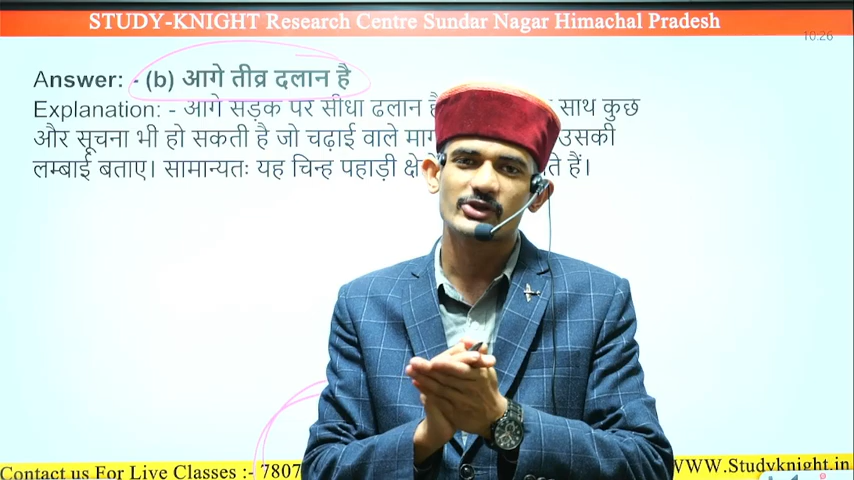 STUDY-KNIGHT Research Centre Sundar Nagar Himachal Pradesh
10:26
Answer: - (b) आगे तीव्र ढलान है
Explanation: - आगे सड़क पर सीधा ढलान है साथ कुछ
और सूचना भी हो सकती है जो चढ़ाई वाले उसकी
लम्बाई बताए। सामान्यतः यह चिन्ह पहाड़ी हैं।
Contact us For Live Classes :- 7807 WWW.Studyknight.in